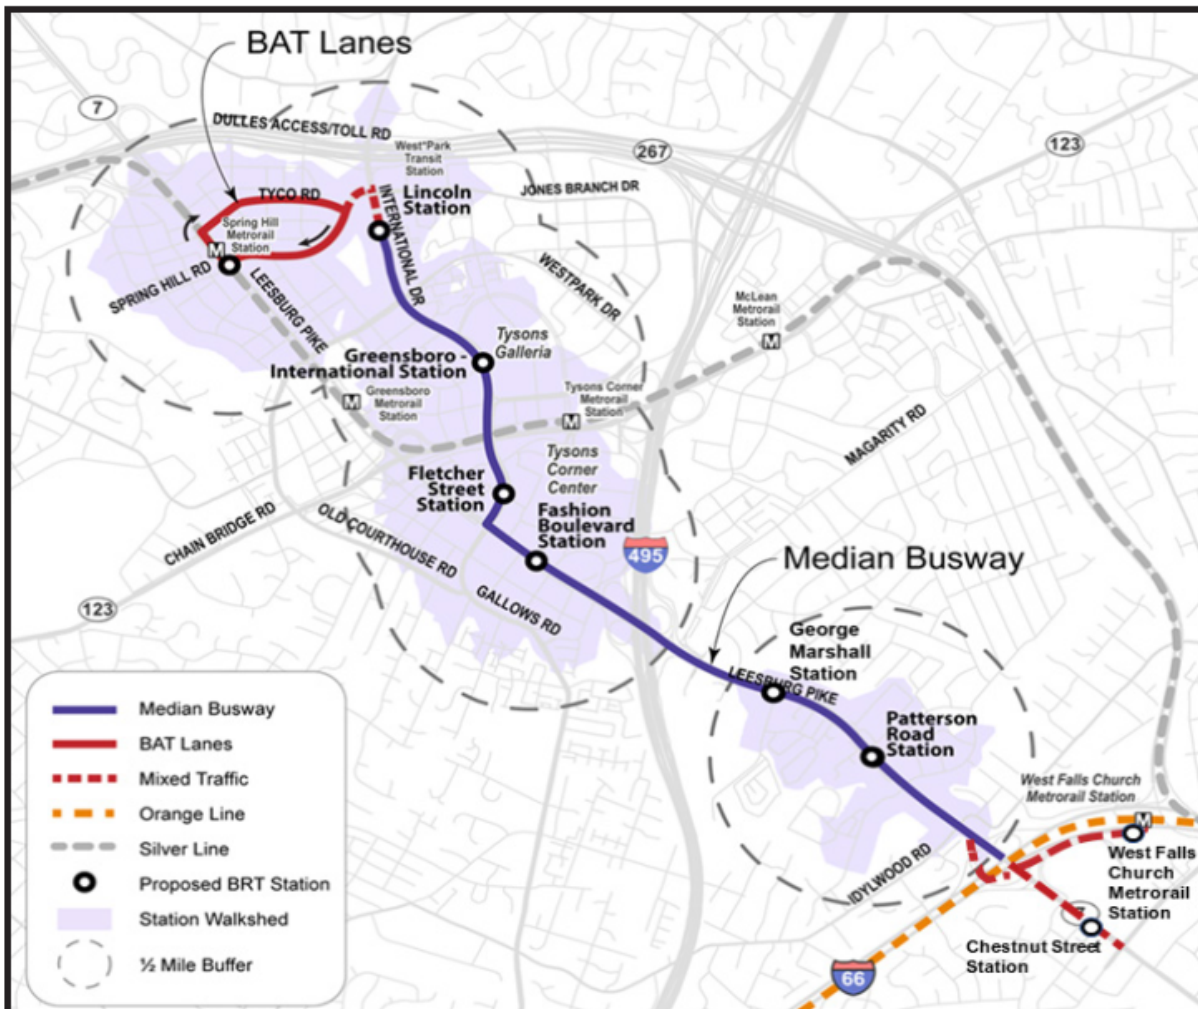 BAT Lanes
7
DULLES ACCESS/TOLL RD
West*Park
Transit
Station
267
123
TYCO RD
INTERNATIONAL DR
Lincoln
Station
JONES BRANCH DR
Spring Hill
Metrorail
Station
M
SPRING HILL RD
LEESBURG PIKE
WESTPARK DR
McLean
Metrorail
Station
M
Tysons
Galleria
Greensboro -
International Station
Greensboro
Metrorail
Station
M
Tysons Corner
Metrorail
Station
M
MAGARITY RD
Tysons
Corner
Center
Fletcher
Street
Station
Fashion
Boulevard
Station
CHAIN BRIDGE RD
OLD COURTHOUSE RD
495
Median Busway
GALLOWS RD
123
George
Marshall
Station
LEESBURG PIKE
Patterson
Road
Station
West Falls Church
Metrorail Station
M
IDYLWOOD RD
West Falls
Church
Metrorail
Station
7
Chestnut Street
Station
66
Median Busway
BAT Lanes
Mixed Traffic
Orange Line
Silver Line
Proposed BRT Station
Station Walkshed
½ Mile Buffer